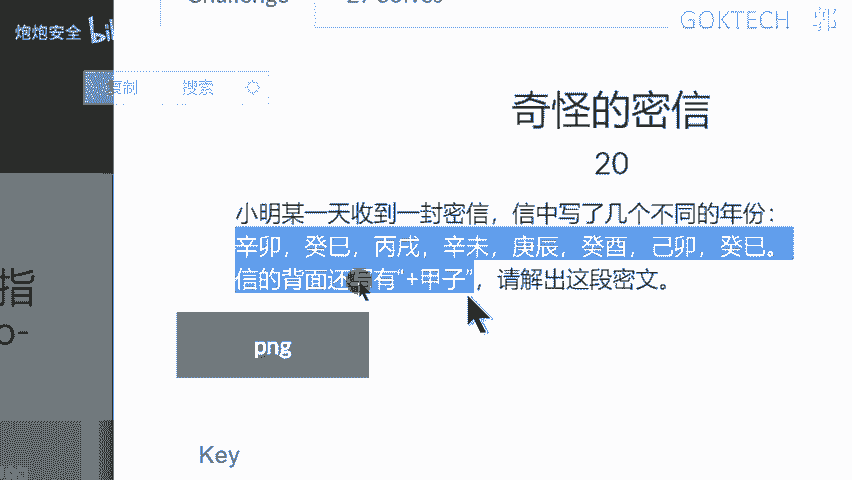 Challenge
27 Solves
GOKTECH 郭
炮炮安全
复制 搜索
奇怪的密信
20
小明某一天收到一封密信，信中写了几个不同的年份：
辛卯，癸巳，丙戌，辛未，庚辰，癸酉，己卯，癸巳。
信的背面还写有“+甲子”，请解出这段密文。
指
png
Key